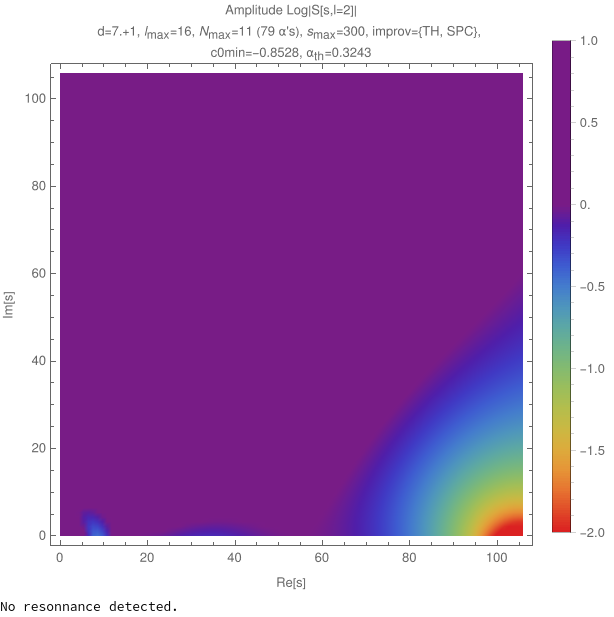 Amplitude Log|S[s,l=2]|
d=7.+1, lmax=16, Nmax=11 (79 α's), smax=300, improv={TH, SPC},
c0min=−0.8528, αth=0.3243
1.0
0.5
0.
−0.5
−1.0
−1.5
−2.0
100
80
60
40
20
0
Im[s]
0 20 40 60 80 100
Re[s]
No resonnance detected.